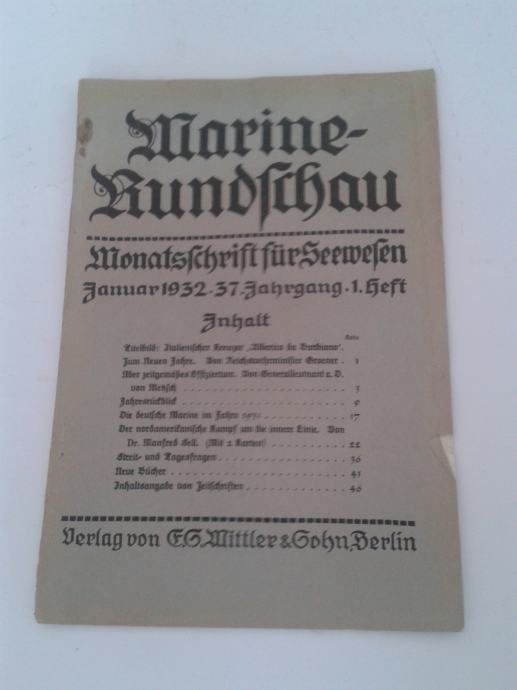 Marine-
Rundschau
Monatsschrift für Seewesen
Januar 1932 · 37. Jahrgang · 1. Heft
Inhalt
Seite
Titelbild: Italienischer Kreuzer „Alberico da Barbiano".
Zum Neuen Jahre. Von Reichswehrminister Groener . 1
Über zeitgemäßes Offiziertum. Von Generalleutnant a. D.
von Metzsch . . . . . . . . . . . . . . . . 3
Jahresrückblick . . . . . . . . . . . . . . . . 9
Die deutsche Marine im Jahre 1931 . . . . . . . . 17
Der nordamerikanische Kampf um die innere Linie. Von
Dr. Manfred Sell. (Mit 2 Karten) . . . . . . . . 22
Streit- und Tagesfragen . . . . . . . . . . . . . 36
Neue Bücher . . . . . . . . . . . . . . . . . 41
Inhaltsangabe von Zeitschriften . . . . . . . . . . 46
Verlag von E.S. Mittler & Sohn, Berlin